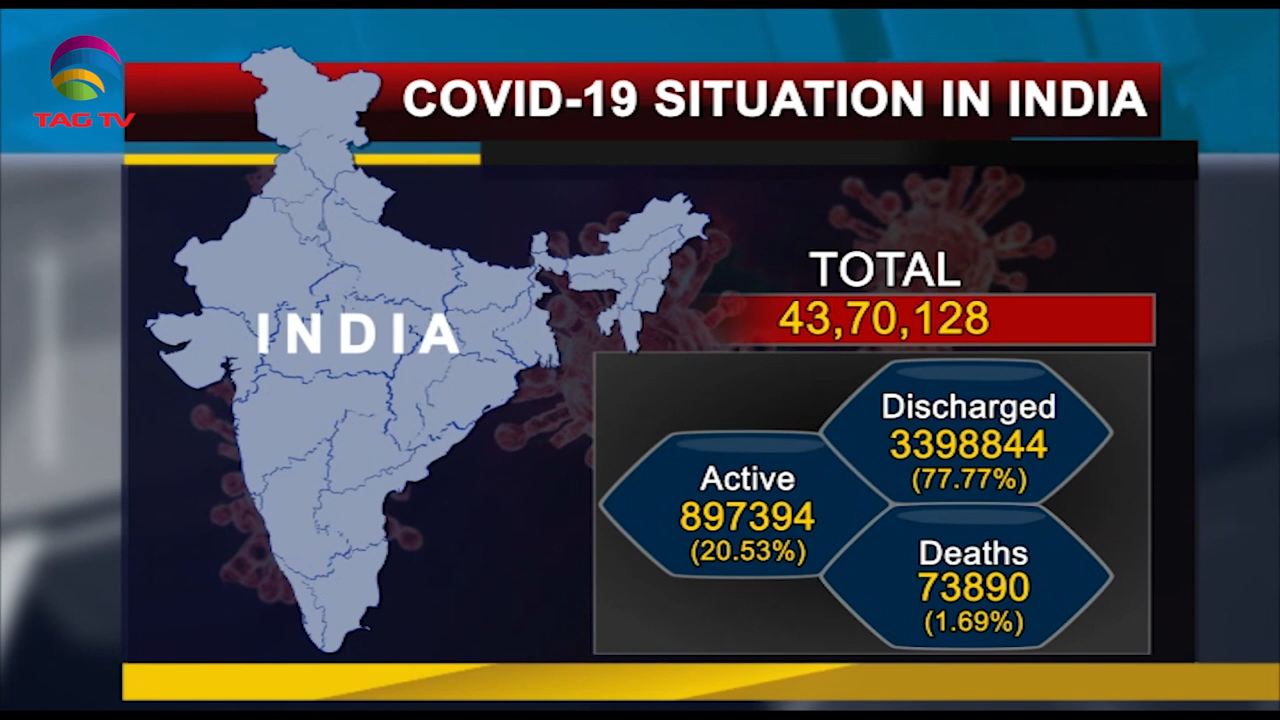 TAG TV
COVID-19 SITUATION IN INDIA
INDIA
TOTAL
43,70,128
Active
897394
(20.53%)
Discharged
3398844
(77.77%)
Deaths
73890
(1.69%)